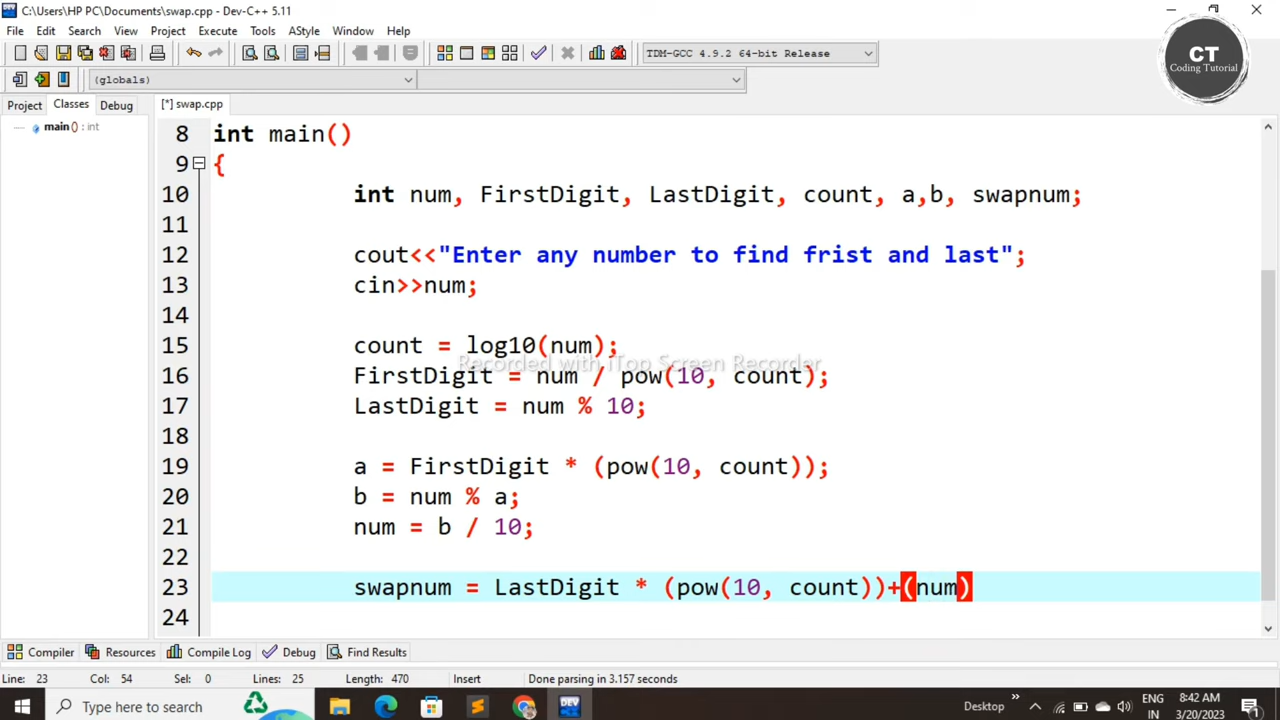 C:\Users\HP PC\Documents\swap.cpp - Dev-C++ 5.11
File Edit Search View Project Execute Tools AStyle Window Help
TDM-GCC 4.9.2 64-bit Release
CT
Coding Tutorial
(globals)
Project Classes Debug
[*] swap.cpp
main () : int
8 int main()
9 {
10 int num, FirstDigit, LastDigit, count, a,b, swapnum;
11
12 cout<<"Enter any number to find frist and last";
13 cin>>num;
14
15 count = log10(num);
Recorded with iTop Screen Recorder
16 FirstDigit = num / pow(10, count);
17 LastDigit = num % 10;
18
19 a = FirstDigit * (pow(10, count));
20 b = num % a;
21 num = b / 10;
22
23 swapnum = LastDigit * (pow(10, count))+(num)
24
Compiler Resources Compile Log Debug Find Results
Line: 23 Col: 54 Sel: 0 Lines: 25 Length: 470 Insert Done parsing in 3.157 seconds
Type here to search
Desktop
ENG
IN
8:42 AM
3/20/2023
1